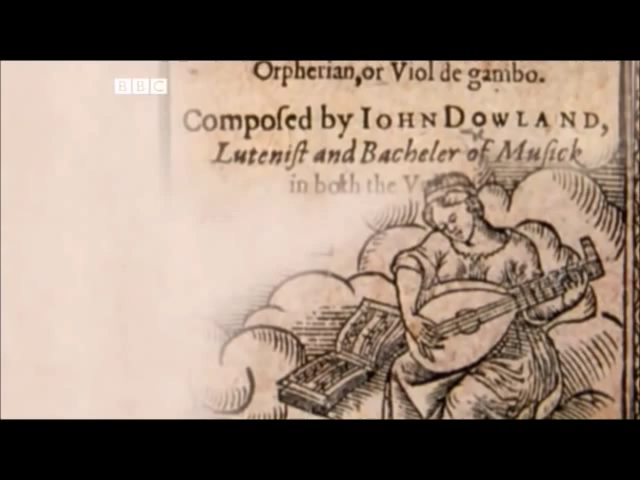 BBC
Orpherian, or Viol de gambo.
Compoſed by IOHN DOWLAND,
Luteniſt and Bacheler of Muſick
in both the